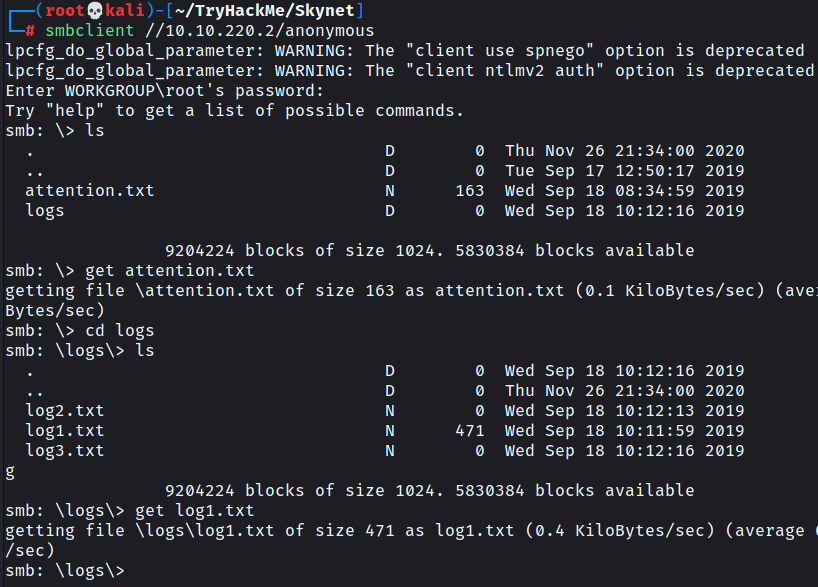 (root💀kali)-[~/TryHackMe/Skynet]
# smbclient //10.10.220.2/anonymous
lpcfg_do_global_parameter: WARNING: The "client use spnego" option is deprecated
lpcfg_do_global_parameter: WARNING: The "client ntlmv2 auth" option is deprecated
Enter WORKGROUP\root's password:
Try "help" to get a list of possible commands.
smb: \> ls
  .                                   D        0  Thu Nov 26 21:34:00 2020
  ..                                  D        0  Tue Sep 17 12:50:17 2019
  attention.txt                       N      163  Wed Sep 18 08:34:59 2019
  logs                                D        0  Wed Sep 18 10:12:16 2019
                9204224 blocks of size 1024. 5830384 blocks available
smb: \> get attention.txt
getting file \attention.txt of size 163 as attention.txt (0.1 KiloBytes/sec) (ave
Bytes/sec)
smb: \> cd logs
smb: \logs\> ls
  .                                   D        0  Wed Sep 18 10:12:16 2019
  ..                                  D        0  Thu Nov 26 21:34:00 2020
  log2.txt                            N        0  Wed Sep 18 10:12:13 2019
  log1.txt                            N      471  Wed Sep 18 10:11:59 2019
  log3.txt                            N        0  Wed Sep 18 10:12:16 2019
g
                9204224 blocks of size 1024. 5830384 blocks available
smb: \logs\> get log1.txt
getting file \logs\log1.txt of size 471 as log1.txt (0.4 KiloBytes/sec) (average
/sec)
smb: \logs\>